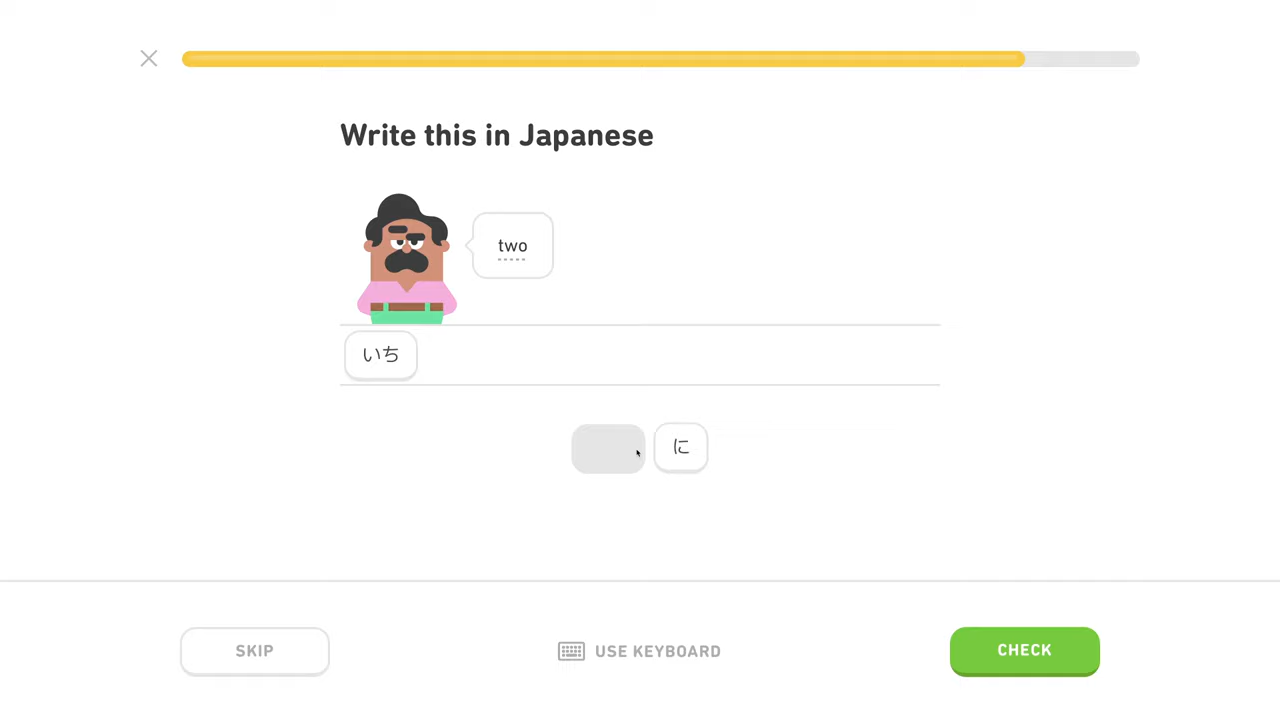 Write this in Japanese
two
いち
に
SKIP
USE KEYBOARD
CHECK